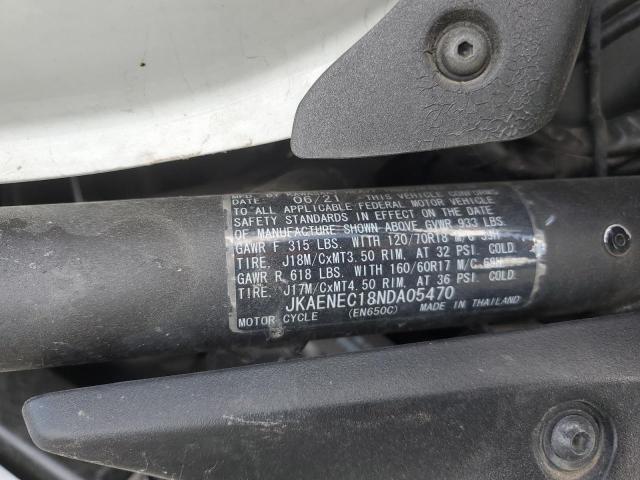 DATE: 06/21 THIS VEHICLE CONFORMS
TO ALL APPLICABLE FEDERAL MOTOR VEHICLE
SAFETY STANDARDS IN EFFECT ON THE DATE
OF MANUFACTURE SHOWN ABOVE GVWR 933 LBS.
GAWR F 315 LBS. WITH 120/70R18 M/C 59H
TIRE. J18M/CxMT3.50 RIM. AT 32 PSI COLD.
GAWR R 618 LBS. WITH 160/60R17 M/C 69H
TIRE. J17M/CxMT4.50 RIM. AT 36 PSI COLD.
JKAENEC18NDA05470
MOTOR CYCLE (EN650C) MADE IN THAILAND